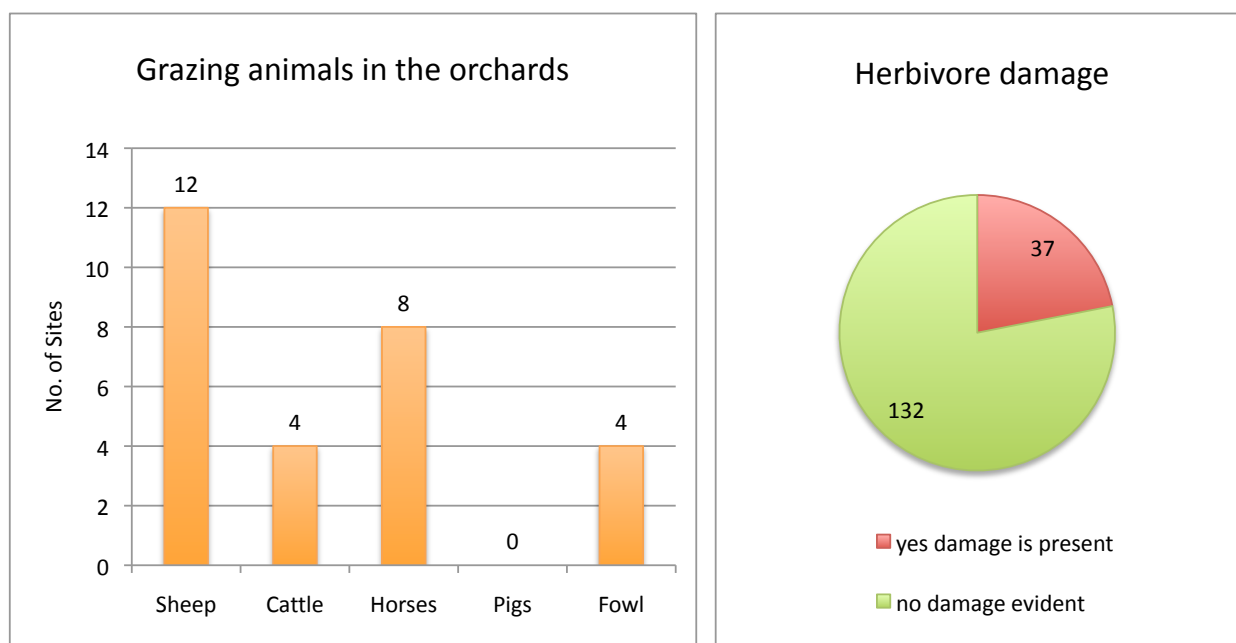 Grazing animals in the orchards
No. of Sites
14
12
10
8
6
4
2
0
12
4
8
0
4
Sheep Cattle Horses Pigs Fowl
Herbivore damage
37
132
yes damage is present
no damage evident